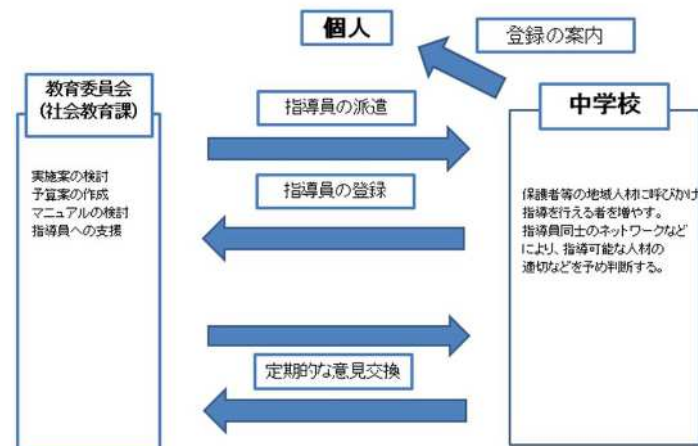 個人
登録の案内
教育委員会
(社会教育課)
指導員の派遣
中学校
実施案の検討
予算案の作成
マニュアルの検討
指導員への支援
指導員の登録
保護者等の地域人材に呼びかけ
指導を行える者を増やす。
指導員同士のネットワークなど
により、指導可能な人材の
適切などを予め判断する。
定期的な意見交換